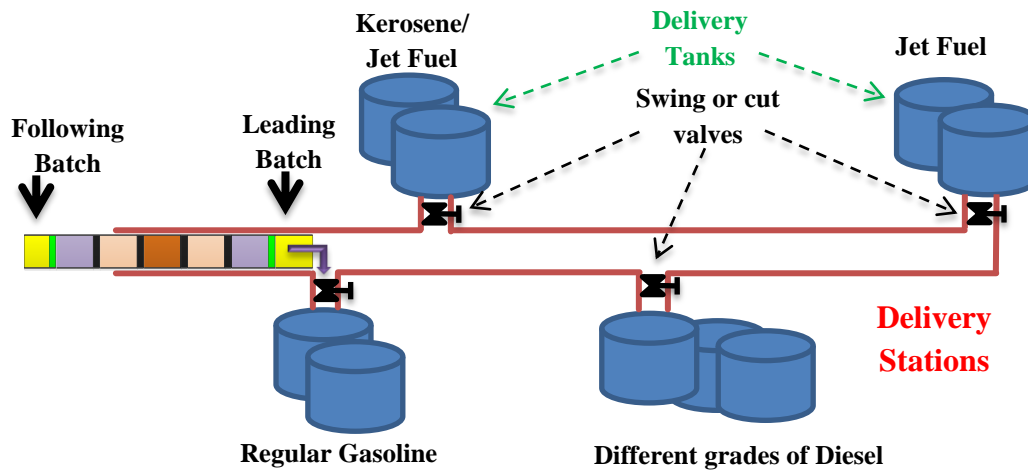 Kerosene/
Jet Fuel
Delivery
Tanks
Jet Fuel
Swing or cut
valves
Following
Batch
Leading
Batch
Delivery
Stations
Regular Gasoline
Different grades of Diesel